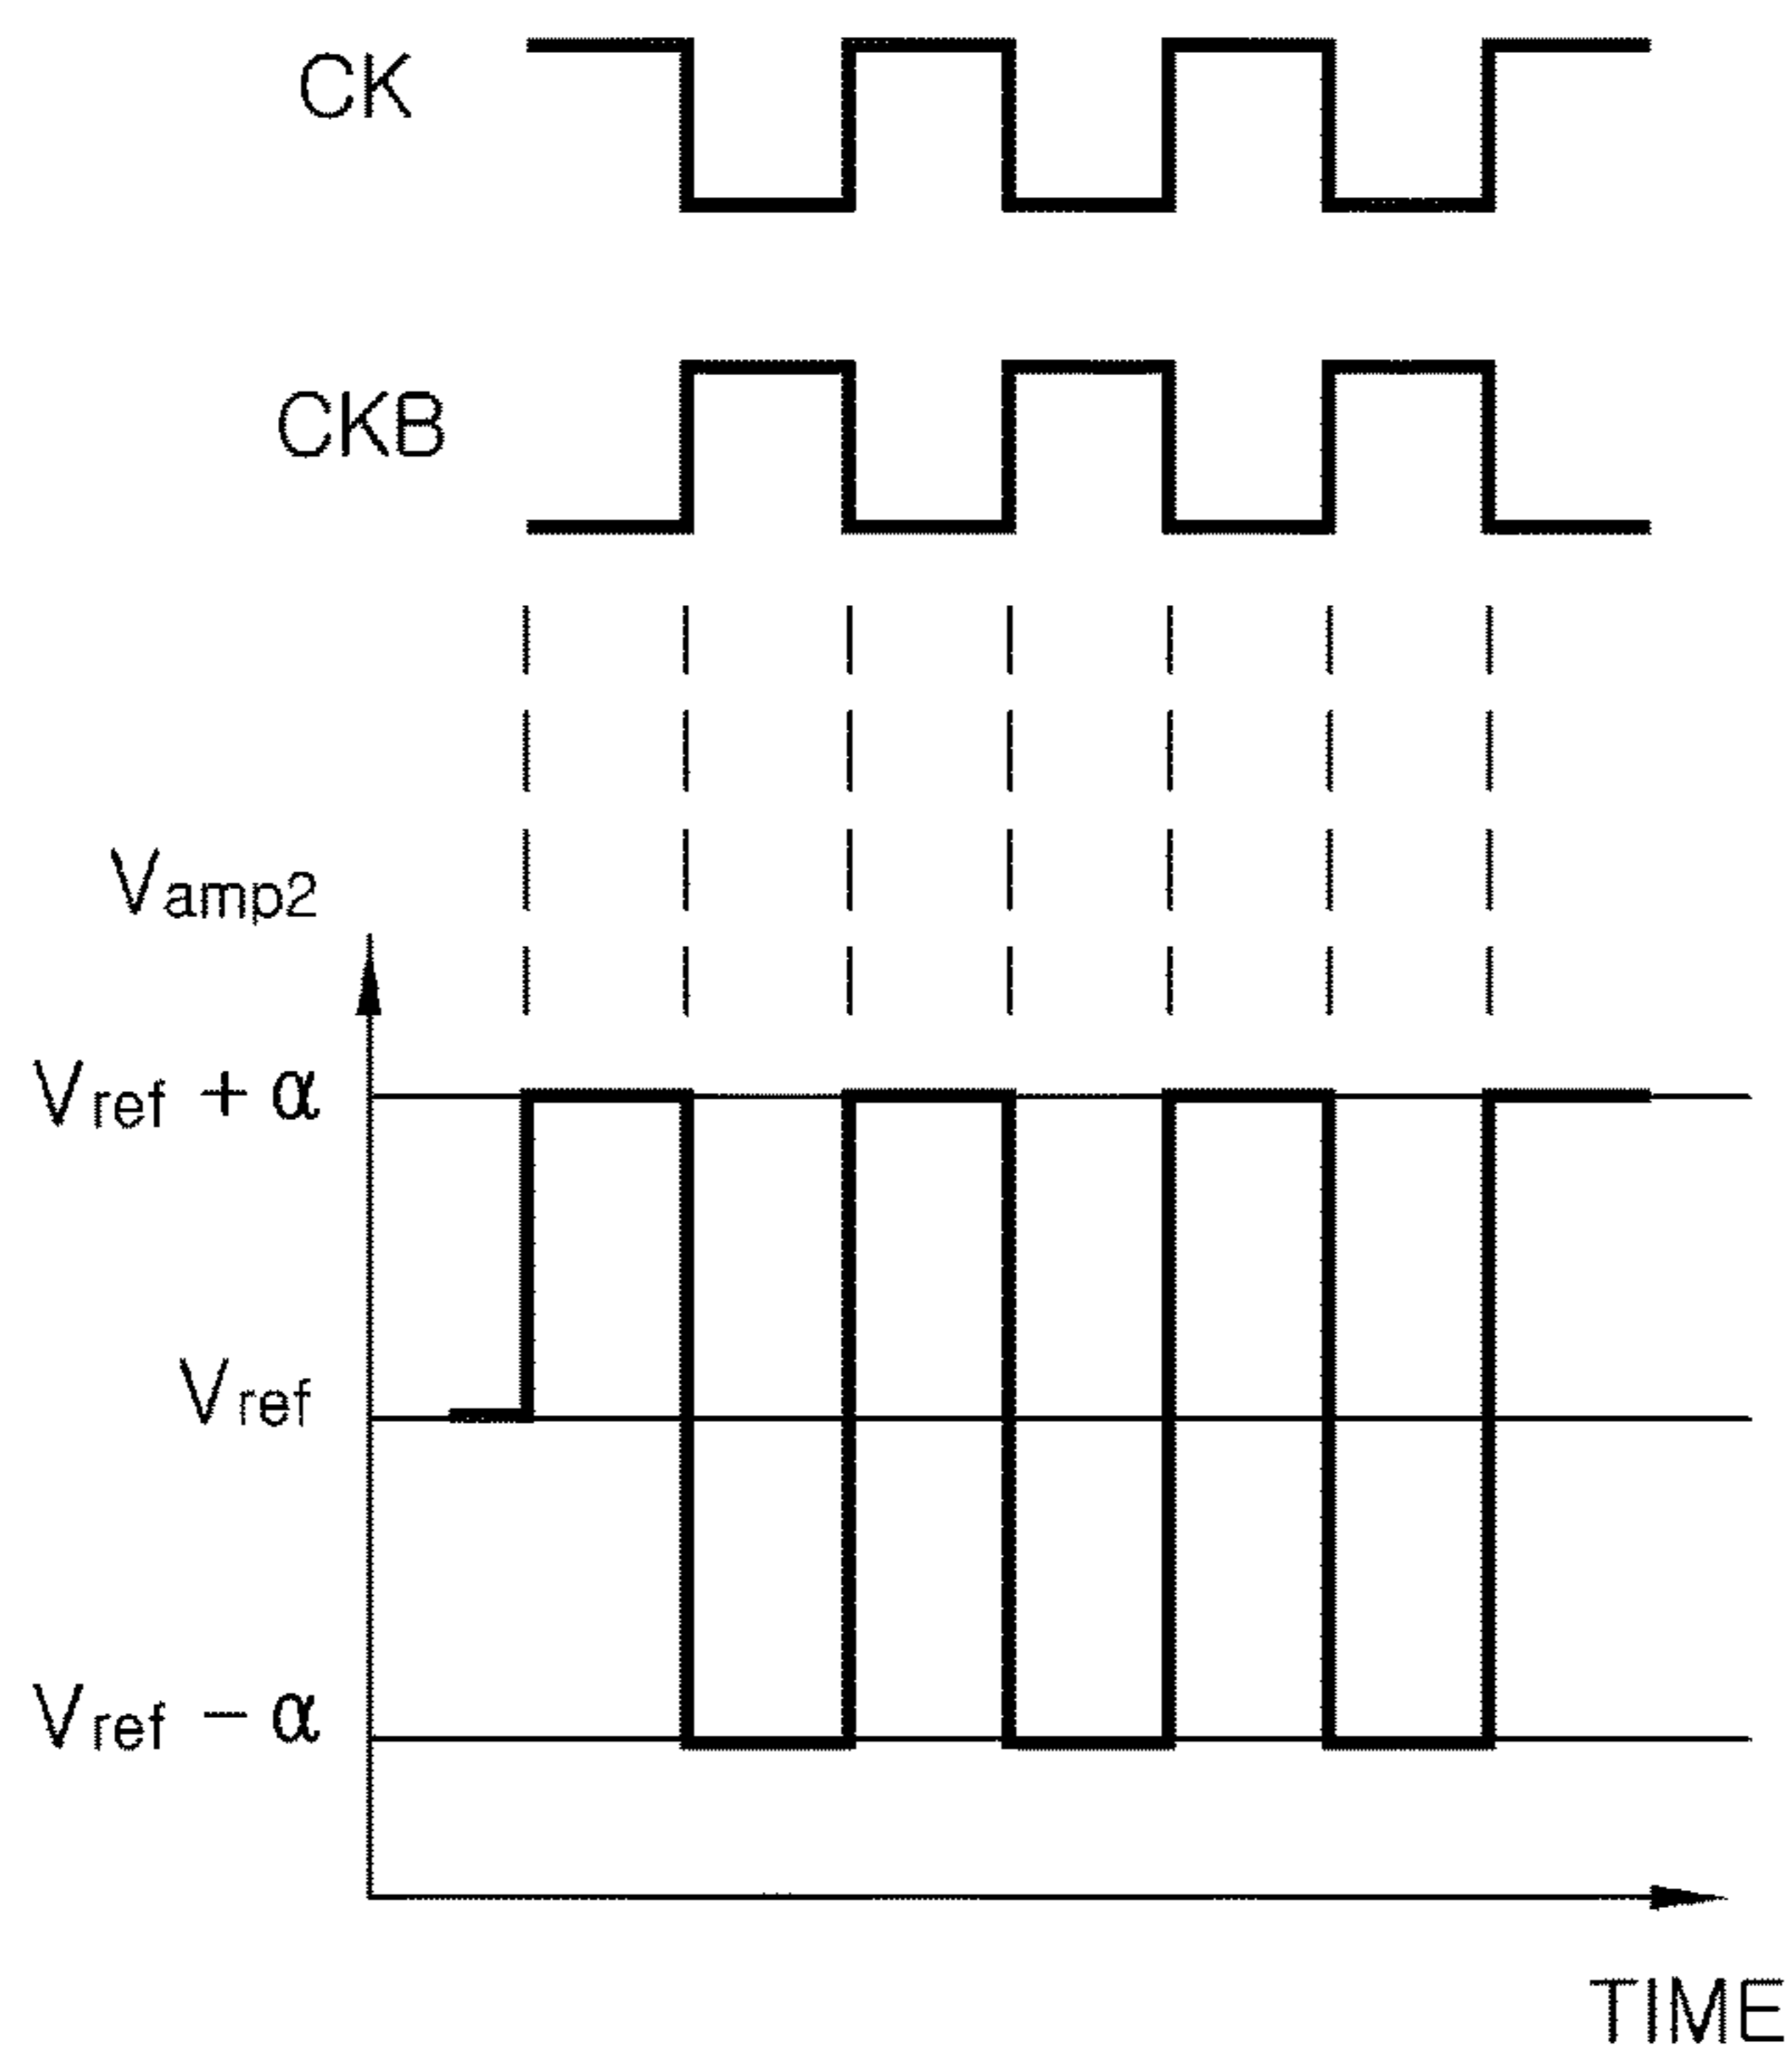 CK
CKB
Vamp2
Vref + α
Vref
Vref − α
TIME